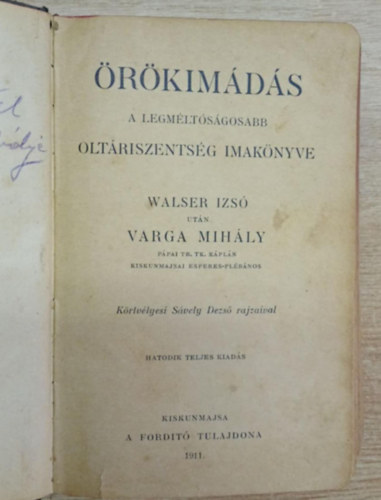 ÖRÖKIMÁDÁS
A LEGMÉLTÓSÁGOSABB
OLTÁRISZENTSÉG IMAKÖNYVE
WALSER IZSÓ
UTÁN
VARGA MIHÁLY
PÁPAI TB. TK. KÁPLÁN
KISKUNMAJSAI ESPERES-PLÉBÁNOS
Körtvélyesi Sávely Dezső rajzaival
HATODIK TELJES KIADÁS
KISKUNMAJSA
A FORDITÓ TULAJDONA
1911.